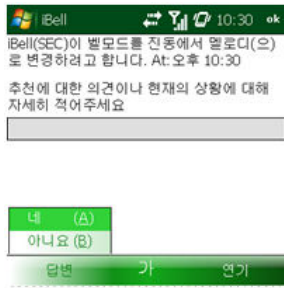 iBell 10:30 ok
iBell(SEC)이 벨모드를 진동에서 멜로디(으)
로 변경하려고 합니다. At:오후 10:30
추천에 대한 의견이나 현재의 상황에 대해
자세히 적어주세요
네 (A)
아니요 (B)
답변 가 연기